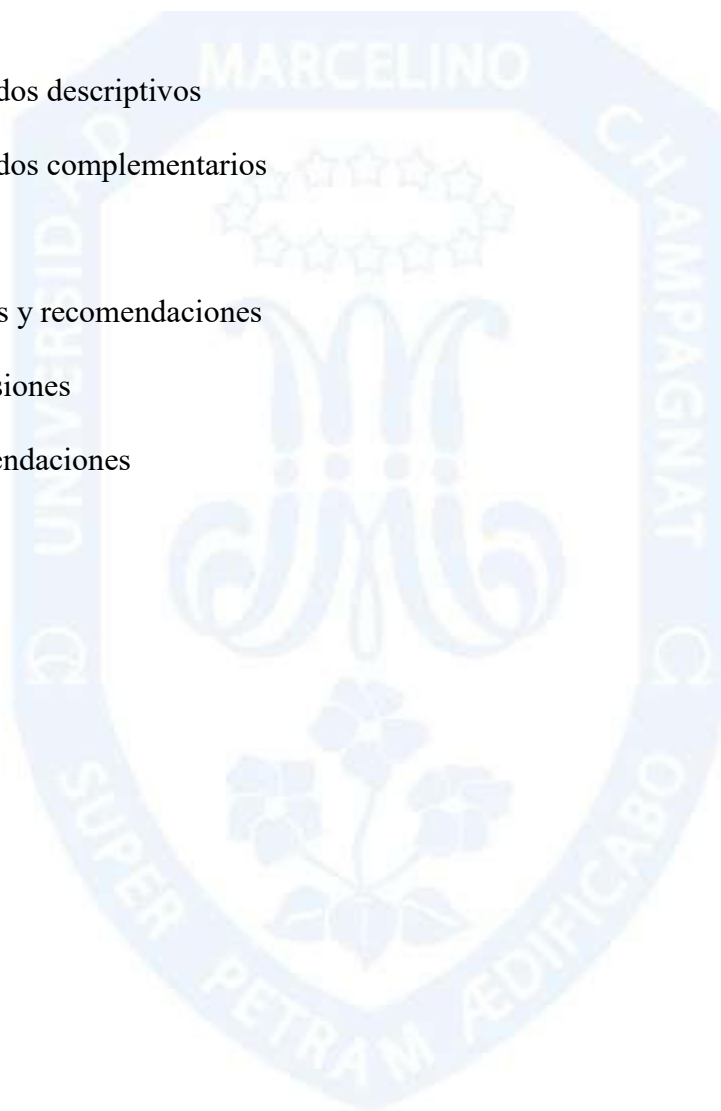 MARCELINO
dos descriptivos
dos complementarios
s y recomendaciones
siones
endaciones
UNIVERSIDAD
CHAMPAGNAT
SUPER PETRAM ÆDIFICABO